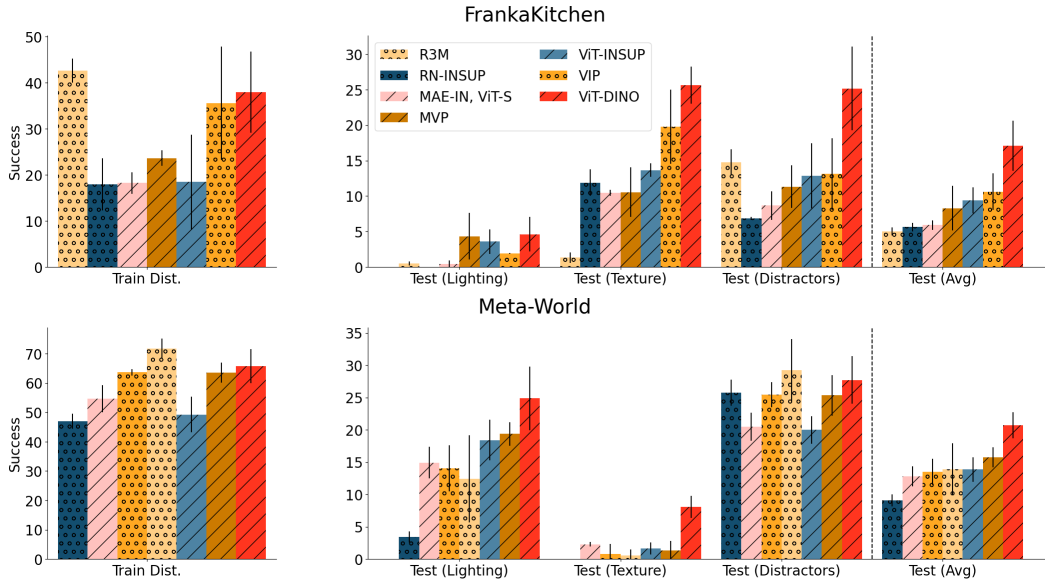 FrankaKitchen
50
40
30
20
10
0
Success
Train Dist.
30
25
20
15
10
5
0
R3M
RN-INSUP
MAE-IN, ViT-S
MVP
ViT-INSUP
VIP
ViT-DINO
Test (Lighting)
Test (Texture)
Test (Distractors)
Test (Avg)
Meta-World
70
60
50
40
30
20
10
0
Success
Train Dist.
35
30
25
20
15
10
5
0
Test (Lighting)
Test (Texture)
Test (Distractors)
Test (Avg)